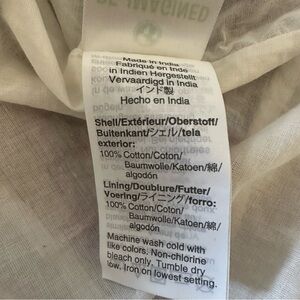 Made in India
Fabriqué en Inde
in Indien Hergestellt
Vervaardigd in India
インド製
Hecho en India
Shell/Extérieur/Oberstoff/
Buitenkant/シェル/tela
exterior:
100% Cotton/Coton/
Baumwolle/Katoen/綿/
algodón
Lining/Doublure/Futter/
Voering/ライニング/forro:
100% Cotton/Coton/
Baumwolle/Katoen/綿/
algodón
Machine wash cold with
like colors. Non-chlorine
bleach only. Tumble dry
low. Iron on lowest setting.